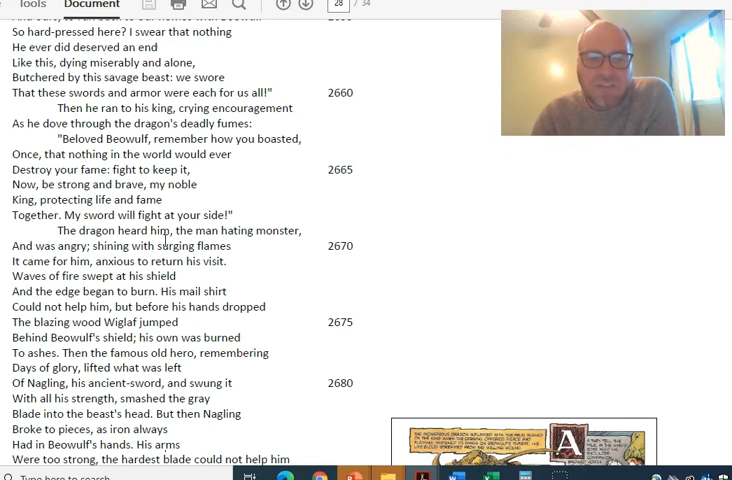 Tools
Document
28 / 34
So hard-pressed here? I swear that nothing
He ever did deserved an end
Like this, dying miserably and alone,
Butchered by this savage beast: we swore
That these swords and armor were each for us all!" 2660
Then he ran to his king, crying encouragement
As he dove through the dragon's deadly fumes:
"Beloved Beowulf, remember how you boasted,
Once, that nothing in the world would ever
Destroy your fame: fight to keep it, 2665
Now, be strong and brave, my noble
King, protecting life and fame
Together. My sword will fight at your side!"
The dragon heard him, the man hating monster,
And was angry; shining with surging flames 2670
It came for him, anxious to return his visit.
Waves of fire swept at his shield
And the edge began to burn. His mail shirt
Could not help him, but before his hands dropped
The blazing wood Wiglaf jumped 2675
Behind Beowulf's shield; his own was burned
To ashes. Then the famous old hero, remembering
Days of glory, lifted what was left
Of Nagling, his ancient-sword, and swung it 2680
With all his strength, smashed the gray
Blade into the beast's head. But then Nagling
Broke to pieces, as iron always
Had in Beowulf's hands. His arms
Were too strong, the hardest blade could not help him
A
Type here to search